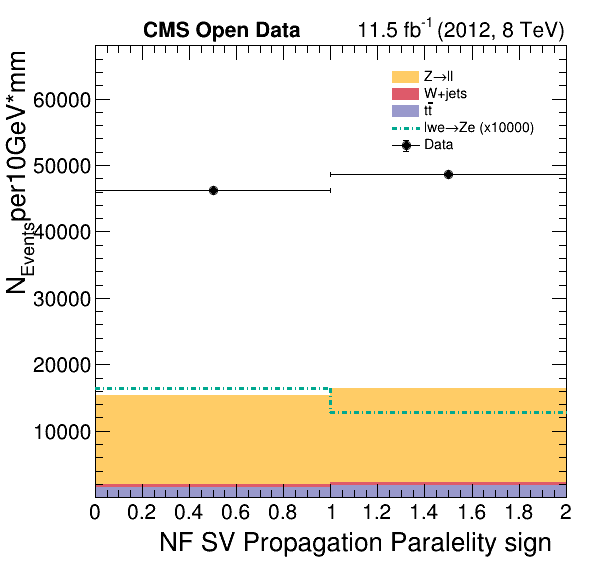 CMS Open Data 11.5 fb-1 (2012, 8 TeV)
NEventsper10GeV*mm
60000
50000
40000
30000
20000
10000
Z→ll
W+jets
tt̄
lwe→Ze (x10000)
Data
0 0.2 0.4 0.6 0.8 1 1.2 1.4 1.6 1.8 2
NF SV Propagation Paralelity sign